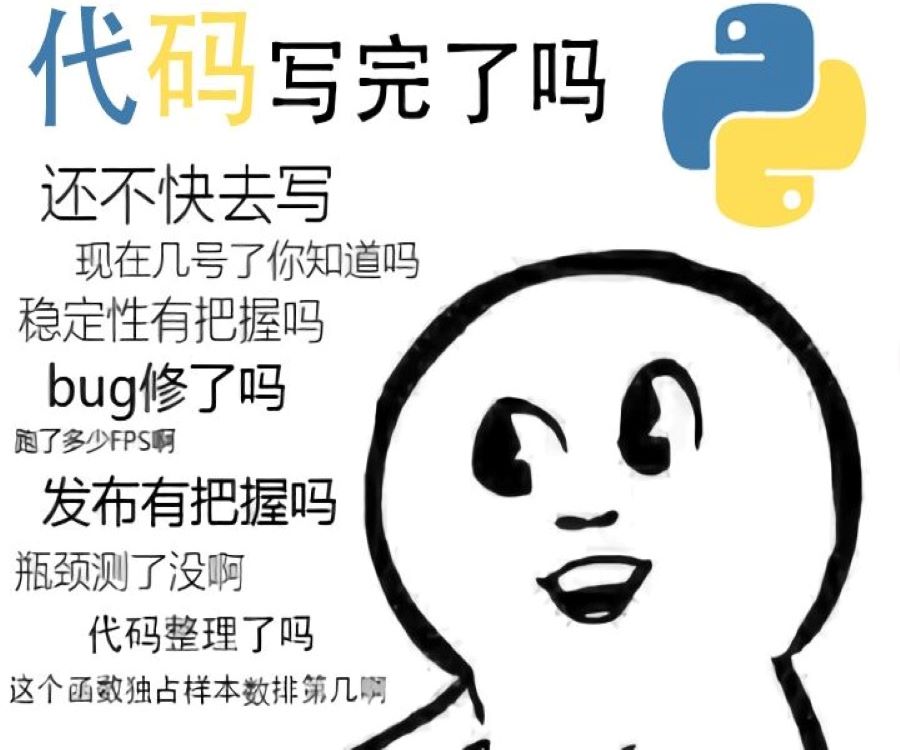 代码写完了吗
还不快去写
现在几号了你知道吗
稳定性有把握吗
bug修了吗
跑了多少FPS啊
发布有把握吗
瓶颈测了没啊
代码整理了吗
这个函数独占样本数排第几啊